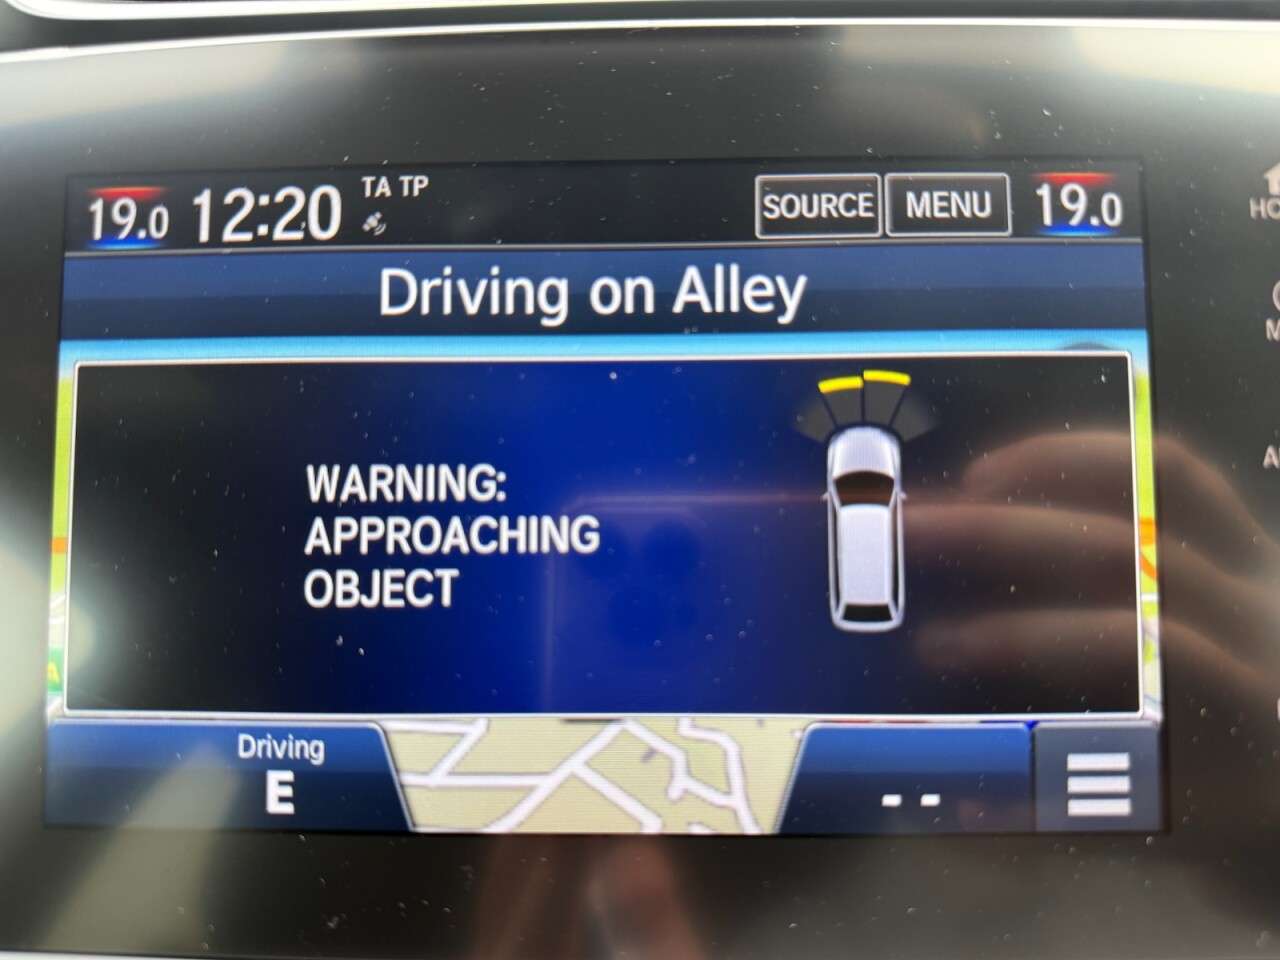 19.0 12:20 TA TP SOURCE MENU 19.0
Driving on Alley
WARNING:
APPROACHING
OBJECT
Driving
E
--